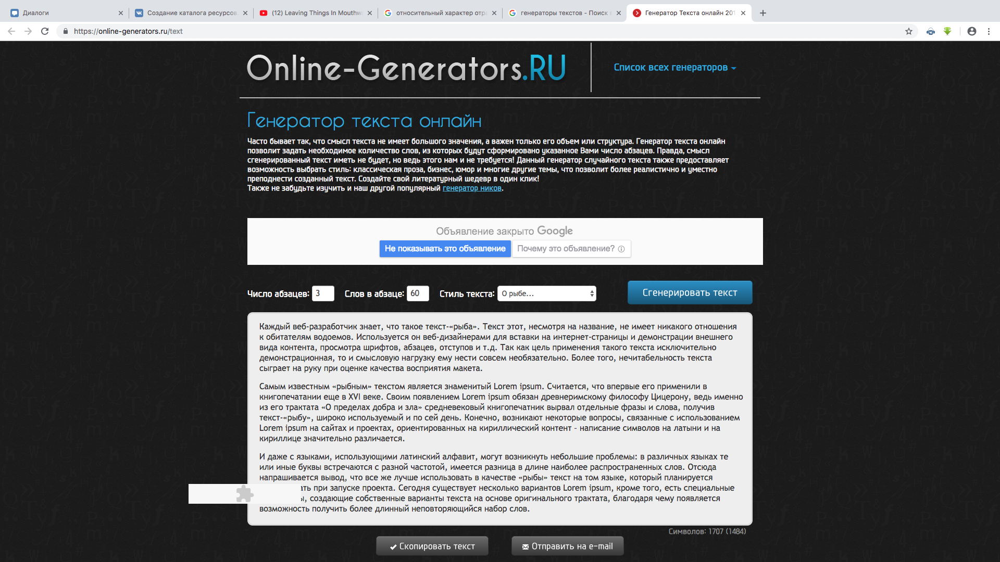 Диалоги
Создание каталога ресурсов.
(12) Leaving Things In Mouthw
относительный характер отра
генераторы текстов - Поиск в
Генератор Текста онлайн 201
https://online-generators.ru/text
Online-Generators.RU
Список всех генераторов
Генератор текста онлайн
Часто бывает так, что смысл текста не имеет большого значения, а важен только его объем или структура. Генератор текста онлайн
позволит задать необходимое количество слов, из которых будут сформировано указанное Вами число абзацев. Правда, смысл
сгенерированный текст иметь не будет, но ведь этого нам и не требуется! Данный генератор случайного текста также предоставляет
возможность выбрать стиль: классическая проза, бизнес, юмор и многие другие темы, что позволит более реалистично и уместно
преподнести созданный текст. Создайте свой литературный шедевр в один клик!
Также не забудьте изучить и наш другой популярный генератор ников.
Объявление закрыто Google
Не показывать это объявление Почему это объявление?
Число абзацев: 3 Слов в абзаце: 60 Стиль текста: О рыбе... Сгенерировать текст
Каждый веб-разработчик знает, что такое текст-«рыба». Текст этот, несмотря на название, не имеет никакого отношения
к обитателям водоемов. Используется он веб-дизайнерами для вставки на интернет-страницы и демонстрации внешнего
вида контента, просмотра шрифтов, абзацев, отступов и т.д. Так как цель применения такого текста исключительно
демонстрационная, то и смысловую нагрузку ему нести совсем необязательно. Более того, нечитабельность текста
сыграет на руку при оценке качества восприятия макета.
Самым известным «рыбным» текстом является знаменитый Lorem ipsum. Считается, что впервые его применили в
книгопечатании еще в XVI веке. Своим появлением Lorem ipsum обязан древнеримскому философу Цицерону, ведь именно
из его трактата «О пределах добра и зла» средневековый книгопечатник вырвал отдельные фразы и слова, получив
текст-«рыбу», широко используемый и по сей день. Конечно, возникают некоторые вопросы, связанные с использованием
Lorem ipsum на сайтах и проектах, ориентированных на кириллический контент – написание символов на латыни и на
кириллице значительно различается.
И даже с языками, использующими латинский алфавит, могут возникнуть небольшие проблемы: в различных языках те
или иные буквы встречаются с разной частотой, имеется разница в длине наиболее распространенных слов. Отсюда
напрашивается вывод, что все же лучше использовать в качестве «рыбы» текст на том языке, который планируется
ать при запуске проекта. Сегодня существует несколько вариантов Lorem ipsum, кроме того, есть специальные
ы, создающие собственные варианты текста на основе оригинального трактата, благодаря чему появляется
возможность получить более длинный неповторяющийся набор слов.
Символов: 1707 (1484)
Скопировать текст Отправить на e-mail